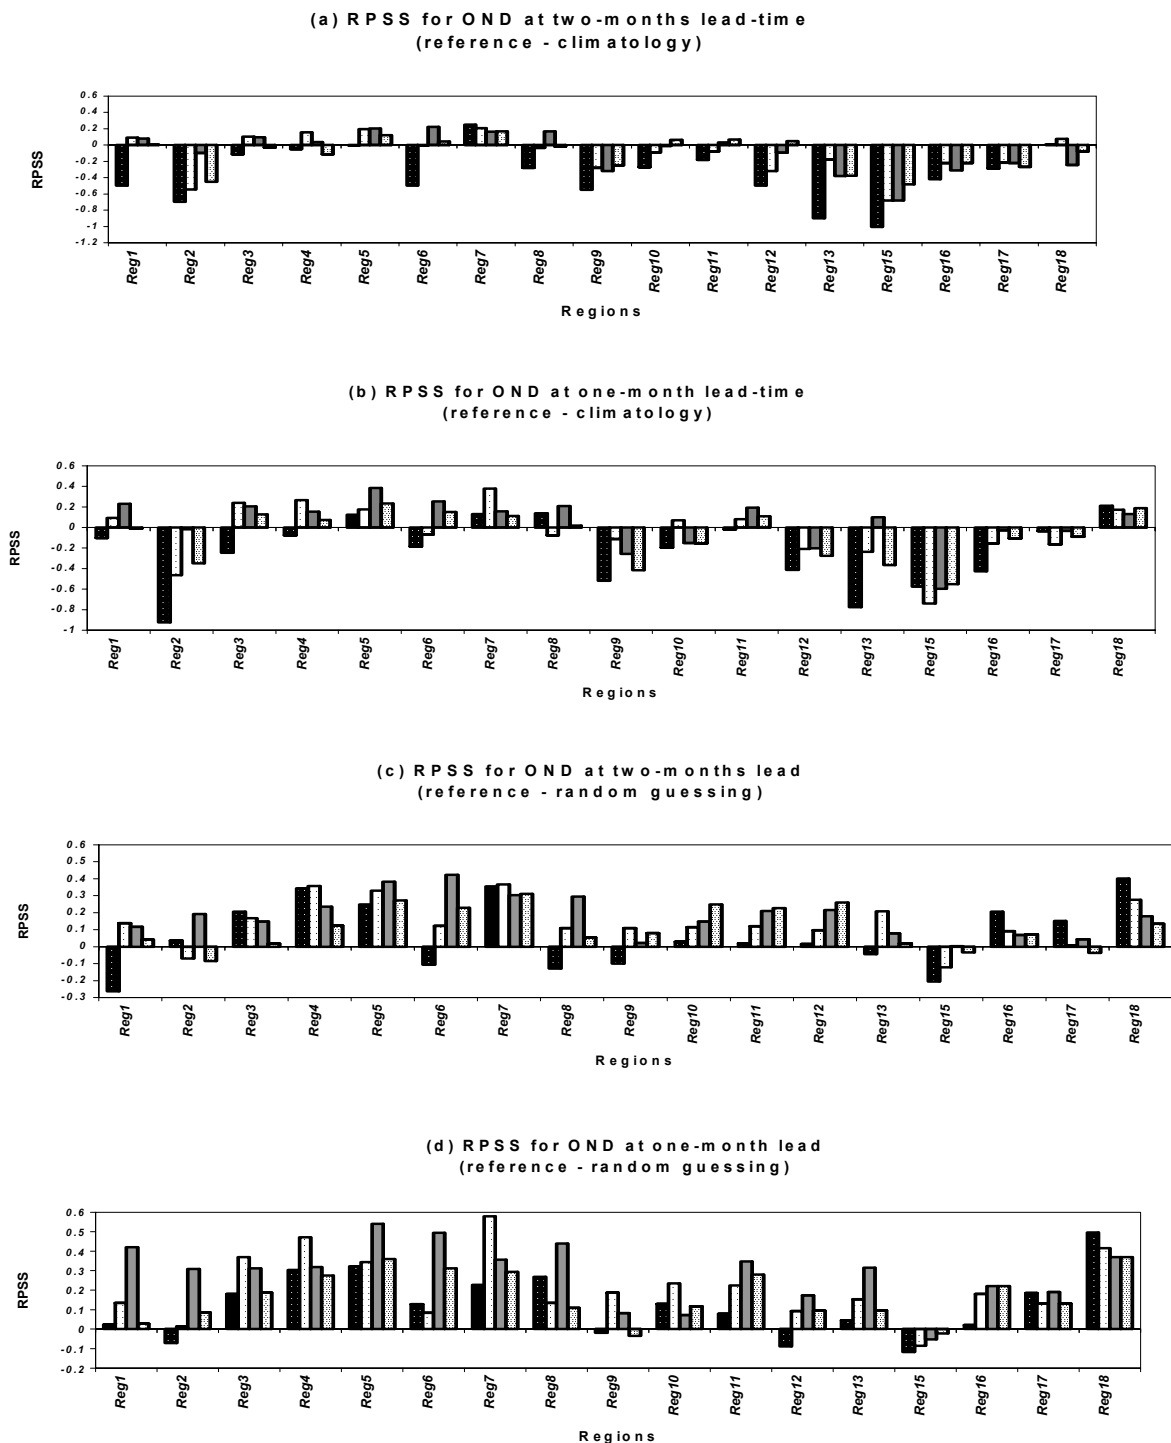 (a) RPSS for OND at two-months lead-time
(reference - climatology)
0.6
0.4
0.2
0
-0.2
-0.4
-0.6
-0.8
-1
-1.2
RPSS
Reg1 Reg2 Reg3 Reg4 Reg5 Reg6 Reg7 Reg8 Reg9 Reg10 Reg11 Reg12 Reg13 Reg15 Reg16 Reg17 Reg18
Regions
(b) RPSS for OND at one-month lead-time
(reference - climatology)
0.6
0.4
0.2
0
-0.2
-0.4
-0.6
-0.8
-1
RPSS
Reg1 Reg2 Reg3 Reg4 Reg5 Reg6 Reg7 Reg8 Reg9 Reg10 Reg11 Reg12 Reg13 Reg15 Reg16 Reg17 Reg18
Regions
(c) RPSS for OND at two-months lead
(reference - random guessing)
0.6
0.5
0.4
0.3
0.2
0.1
0
-0.1
-0.2
-0.3
RPSS
Reg1 Reg2 Reg3 Reg4 Reg5 Reg6 Reg7 Reg8 Reg9 Reg10 Reg11 Reg12 Reg13 Reg15 Reg16 Reg17 Reg18
Regions
(d) RPSS for OND at one-month lead
(reference - random guessing)
0.6
0.5
0.4
0.3
0.2
0.1
0
-0.1
-0.2
RPSS
Reg1 Reg2 Reg3 Reg4 Reg5 Reg6 Reg7 Reg8 Reg9 Reg10 Reg11 Reg12 Reg13 Reg15 Reg16 Reg17 Reg18
Regions